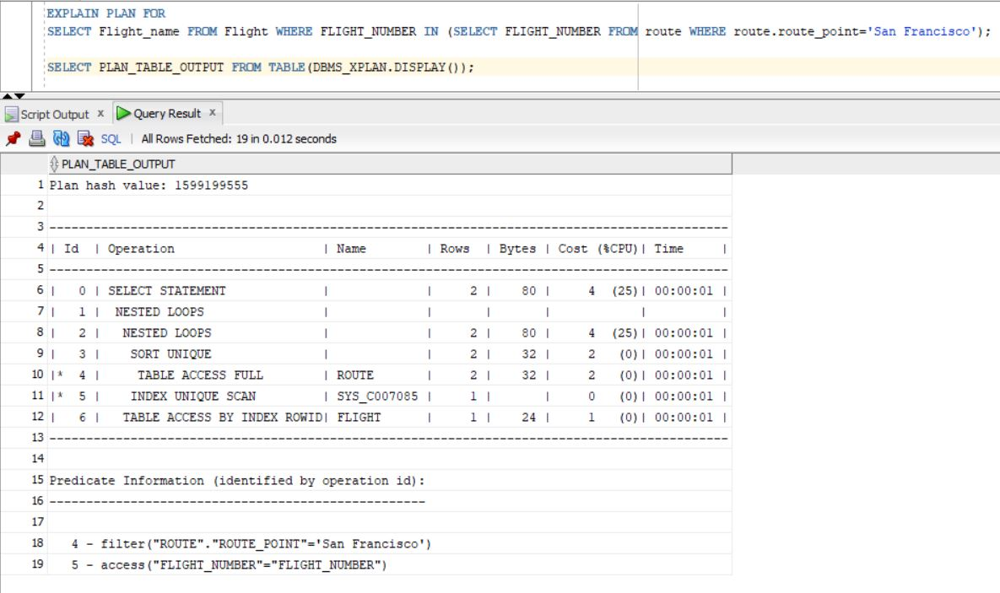 EXPLAIN PLAN FOR
SELECT Flight_name FROM Flight WHERE FLIGHT_NUMBER IN (SELECT FLIGHT_NUMBER FROM route WHERE route.route_point='San Francisco');
SELECT PLAN_TABLE_OUTPUT FROM TABLE(DBMS_XPLAN.DISPLAY());
Script Output x Query Result x
SQL | All Rows Fetched: 19 in 0.012 seconds
PLAN_TABLE_OUTPUT
1 Plan hash value: 1599199555
2
3 --------------------------------------------------------------------------------------------
4 | Id | Operation | Name | Rows | Bytes | Cost (%CPU)| Time |
5 --------------------------------------------------------------------------------------------
6 | 0 | SELECT STATEMENT | | 2 | 80 | 4 (25)| 00:00:01 |
7 | 1 | NESTED LOOPS | | | | | |
8 | 2 | NESTED LOOPS | | 2 | 80 | 4 (25)| 00:00:01 |
9 | 3 | SORT UNIQUE | | 2 | 32 | 2 (0)| 00:00:01 |
10 |* 4 | TABLE ACCESS FULL | ROUTE | 2 | 32 | 2 (0)| 00:00:01 |
11 |* 5 | INDEX UNIQUE SCAN | SYS_C007085 | 1 | | 0 (0)| 00:00:01 |
12 | 6 | TABLE ACCESS BY INDEX ROWID| FLIGHT | 1 | 24 | 1 (0)| 00:00:01 |
13 --------------------------------------------------------------------------------------------
14
15 Predicate Information (identified by operation id):
16 ---------------------------------------------------
17
18 4 - filter("ROUTE"."ROUTE_POINT"='San Francisco')
19 5 - access("FLIGHT_NUMBER"="FLIGHT_NUMBER")